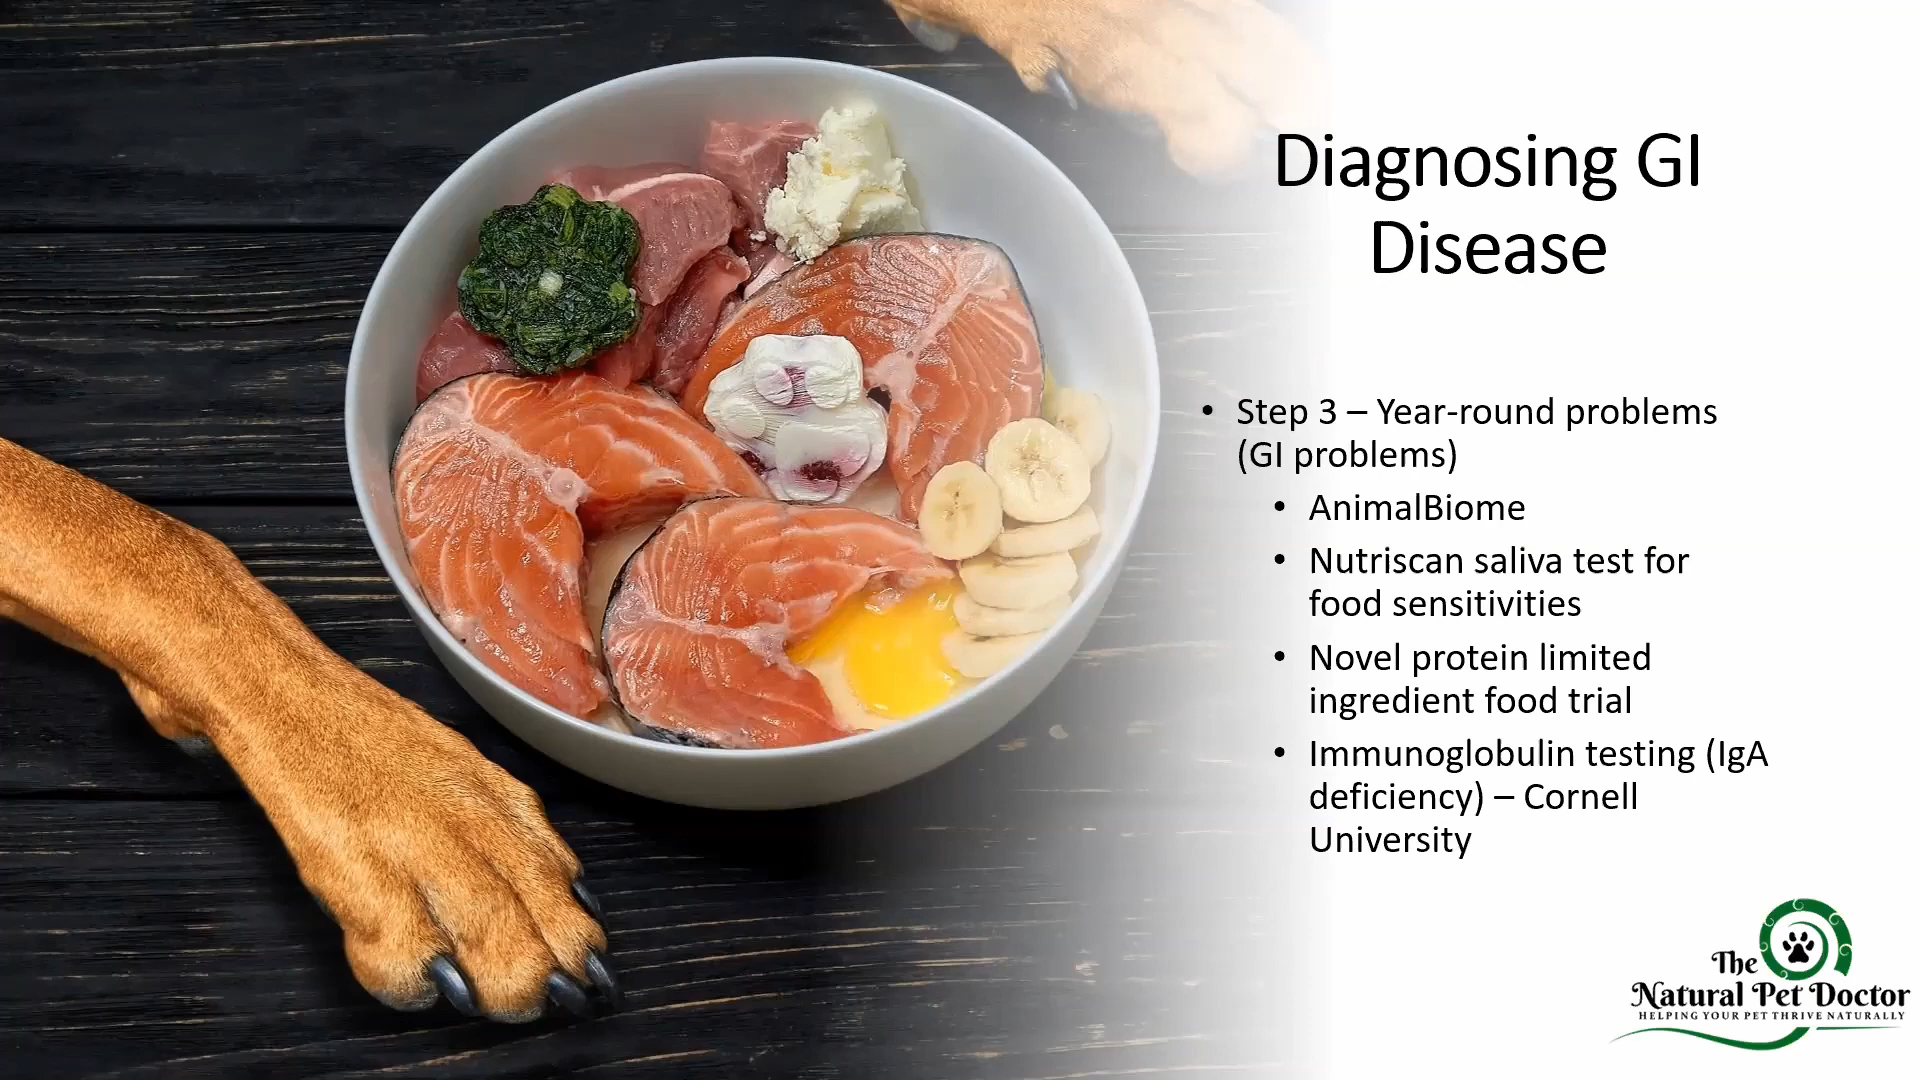 Diagnosing GI
Disease
• Step 3 – Year-round problems
(GI problems)
• AnimalBiome
• Nutriscan saliva test for
food sensitivities
• Novel protein limited
ingredient food trial
• Immunoglobulin testing (IgA
deficiency) – Cornell
University
The
Natural Pet Doctor
HELPING YOUR PET THRIVE NATURALLY